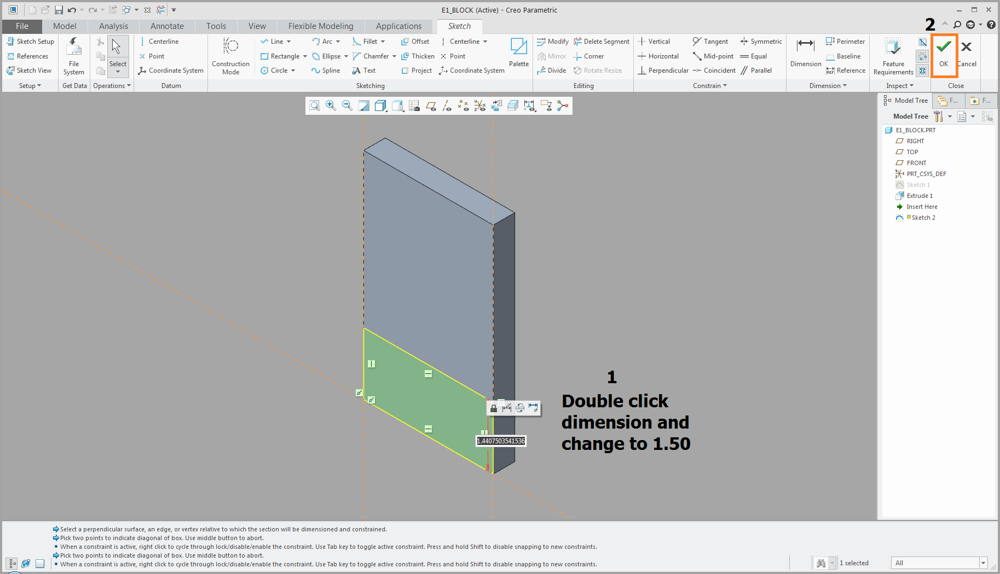 E1_BLOCK (Active) - Creo Parametric
File Model Analysis Annotate Tools View Flexible Modeling Applications Sketch
2
Sketch Setup
References
Sketch View
Setup
File System
Get Data
Select
Operations
Centerline
Point
Coordinate System
Datum
Construction Mode
Line Arc Fillet Offset Centerline
Rectangle Ellipse Chamfer Thicken Point
Circle Spline Text Project Coordinate System
Palette
Sketching
Modify Delete Segment
Mirror Corner
Divide Rotate Resize
Editing
Vertical Tangent Symmetric
Horizontal Mid-point Equal
Perpendicular Coincident Parallel
Constrain
Dimension
Perimeter
Baseline
Reference
Dimension
Feature Requirements
Inspect
OK Cancel
Close
Model Tree F... F...
Model Tree
E1_BLOCK.PRT
RIGHT
TOP
FRONT
PRT_CSYS_DEF
Sketch 1
Extrude 1
Insert Here
Sketch 2
1
Double click
dimension and
change to 1.50
1.4407503541536
Select a perpendicular surface, an edge, or vertex relative to which the section will be dimensioned and constrained.
Pick two points to indicate diagonal of box. Use middle button to abort.
• When a constraint is active, right click to cycle through lock/disable/enable the constraint. Use Tab key to toggle active constraint. Press and hold Shift to disable snapping to new constraints.
Pick two points to indicate diagonal of box. Use middle button to abort.
• When a constraint is active, right click to cycle through lock/disable/enable the constraint. Use Tab key to toggle active constraint. Press and hold Shift to disable snapping to new constraints.
1 selected
All